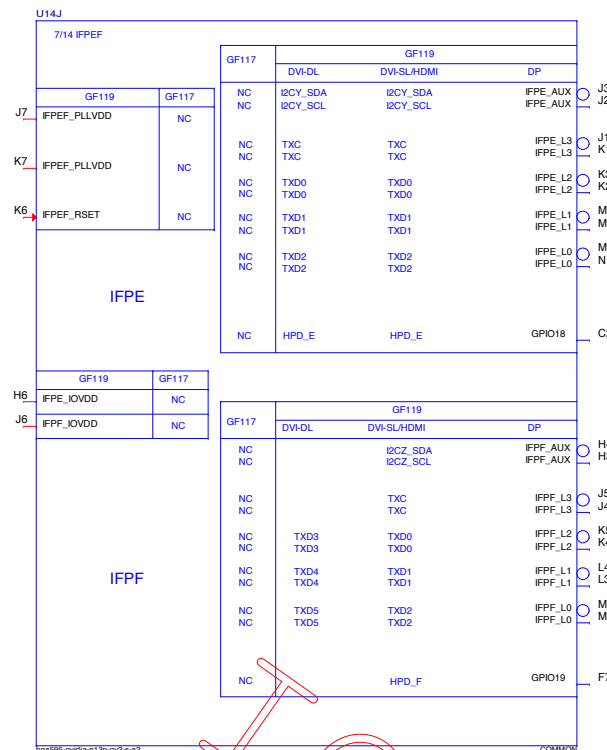 U14J
7/14 IFPEF
GF117 GF119
DVI-DL DVI-SL/HDMI DP
NC I2CY_SDA I2CY_SDA IFPE_AUX
NC I2CY_SCL I2CY_SCL IFPE_AUX J2
GF119 GF117
J7 IFPEF_PLLVDD NC
K7 IFPEF_PLLVDD NC
K6 IFPEF_RSET NC
NC TXC TXC IFPE_L3
NC TXC TXC IFPE_L3
NC TXD0 TXD0 IFPE_L2
NC TXD0 TXD0 IFPE_L2
NC TXD1 TXD1 IFPE_L1
NC TXD1 TXD1 IFPE_L1
NC TXD2 TXD2 IFPE_L0
NC TXD2 TXD2 IFPE_L0
IFPE
NC HPD_E HPD_E GPIO18
GF119 GF117
H6 IFPE_IOVDD NC
J6 IFPF_IOVDD NC
GF117 GF119
DVI-DL DVI-SL/HDMI DP
NC I2CZ_SDA IFPF_AUX
NC I2CZ_SCL IFPF_AUX
NC TXC IFPF_L3 J5
NC TXC IFPF_L3 J4
NC TXD3 TXD0 IFPF_L2
NC TXD3 TXD0 IFPF_L2
NC TXD4 TXD1 IFPF_L1 L4
NC TXD4 TXD1 IFPF_L1 L3
NC TXD5 TXD2 IFPF_L0
NC TXD5 TXD2 IFPF_L0
IFPF
NC HPD_F GPIO19 F7
COMMON